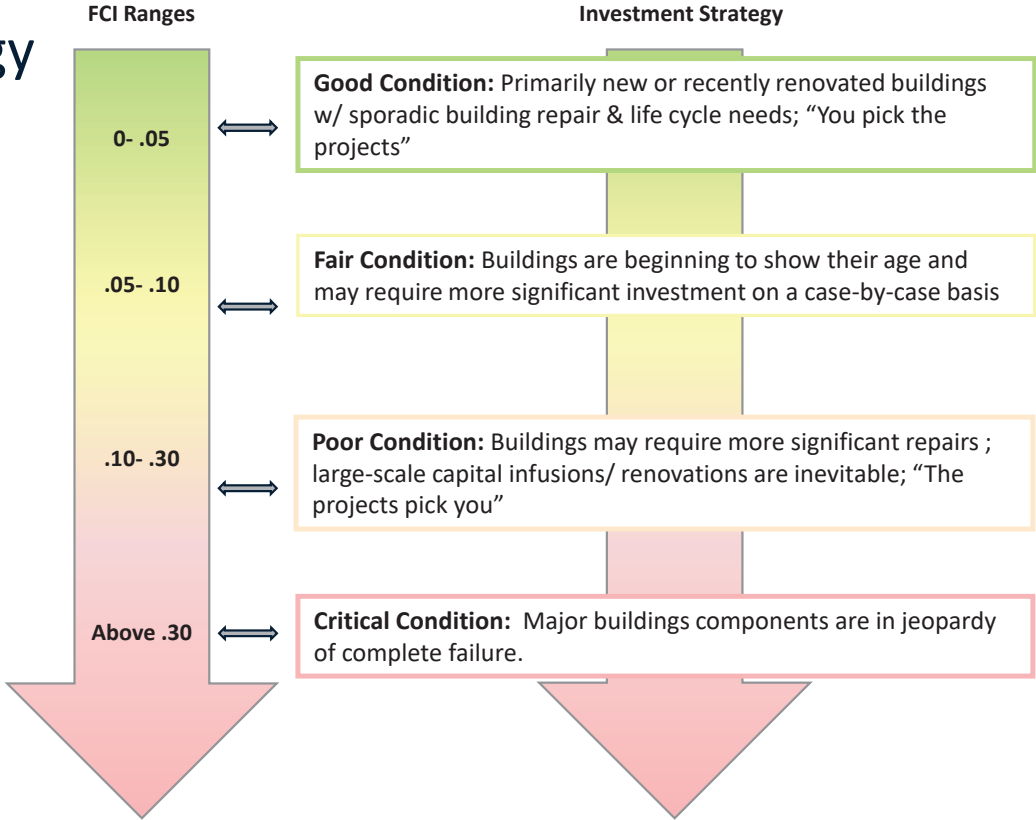 FCI Ranges
Investment Strategy
gy
0- .05
Good Condition: Primarily new or recently renovated buildings
w/ sporadic building repair & life cycle needs; “You pick the
projects”
.05- .10
Fair Condition: Buildings are beginning to show their age and
may require more significant investment on a case-by-case basis
.10- .30
Poor Condition: Buildings may require more significant repairs ;
large-scale capital infusions/ renovations are inevitable; “The
projects pick you”
Above .30
Critical Condition:  Major buildings components are in jeopardy
of complete failure.